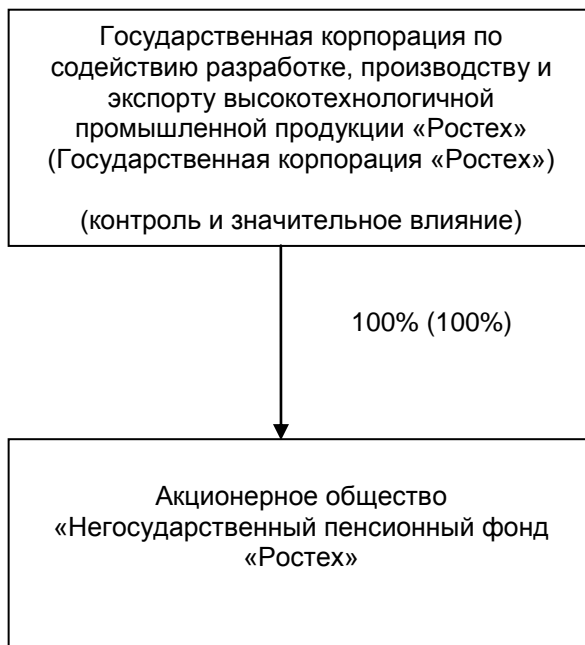 Государственная корпорация по
содействию разработке, производству и
экспорту высокотехнологичной
промышленной продукции «Ростех»
(Государственная корпорация «Ростех»)
(контроль и значительное влияние)
100% (100%)
Акционерное общество
«Негосударственный пенсионный фонд
«Ростех»